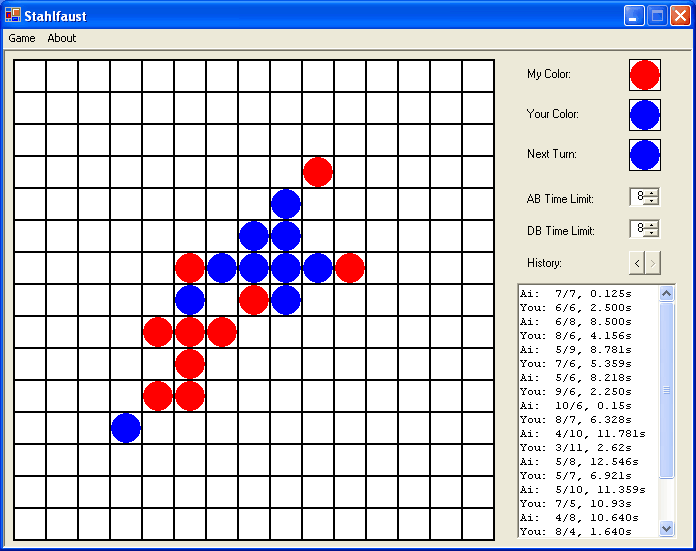 Stahlfaust
Game About
My Color:
Your Color:
Next Turn:
AB Time Limit: 8
DB Time Limit: 8
History: < >
Ai: 7/7, 0.125s
You: 6/6, 2.500s
Ai: 6/8, 8.500s
You: 8/6, 4.156s
Ai: 5/9, 8.781s
You: 7/6, 5.359s
Ai: 5/6, 8.218s
You: 9/6, 2.250s
Ai: 10/6, 0.15s
You: 8/7, 6.328s
Ai: 4/10, 11.781s
You: 3/11, 2.62s
Ai: 5/8, 12.546s
You: 5/7, 6.921s
Ai: 5/10, 11.359s
You: 7/5, 10.93s
Ai: 4/8, 10.640s
You: 8/4, 1.640s